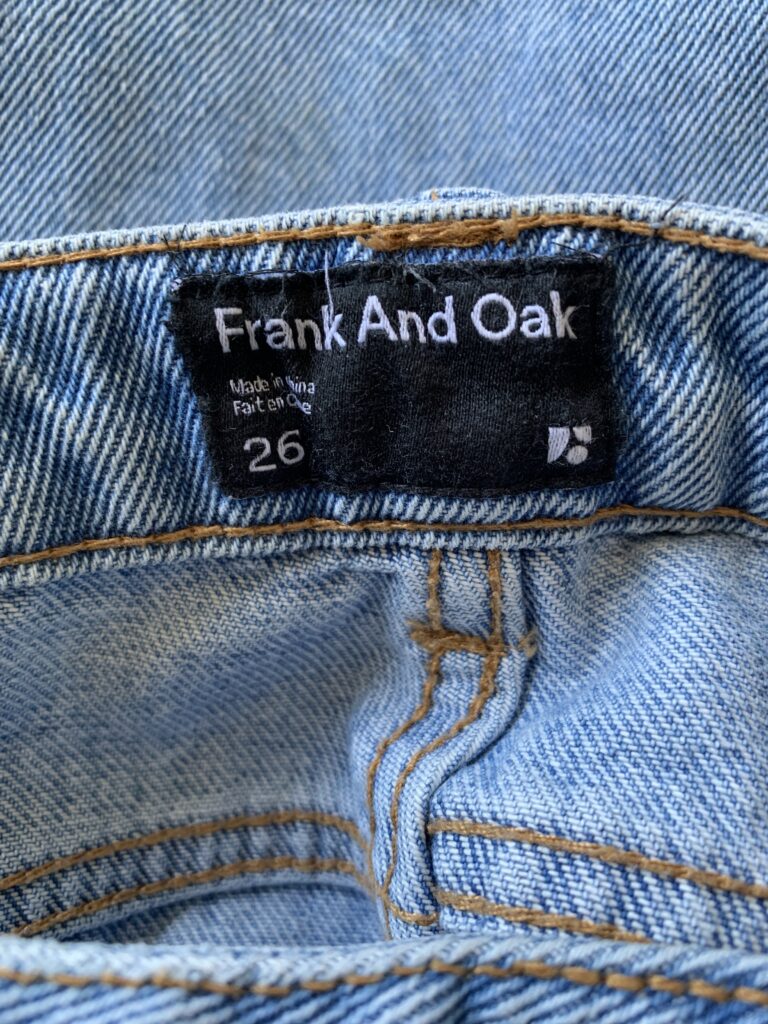 Frank And Oak
Made in China
Fait en Chine
26